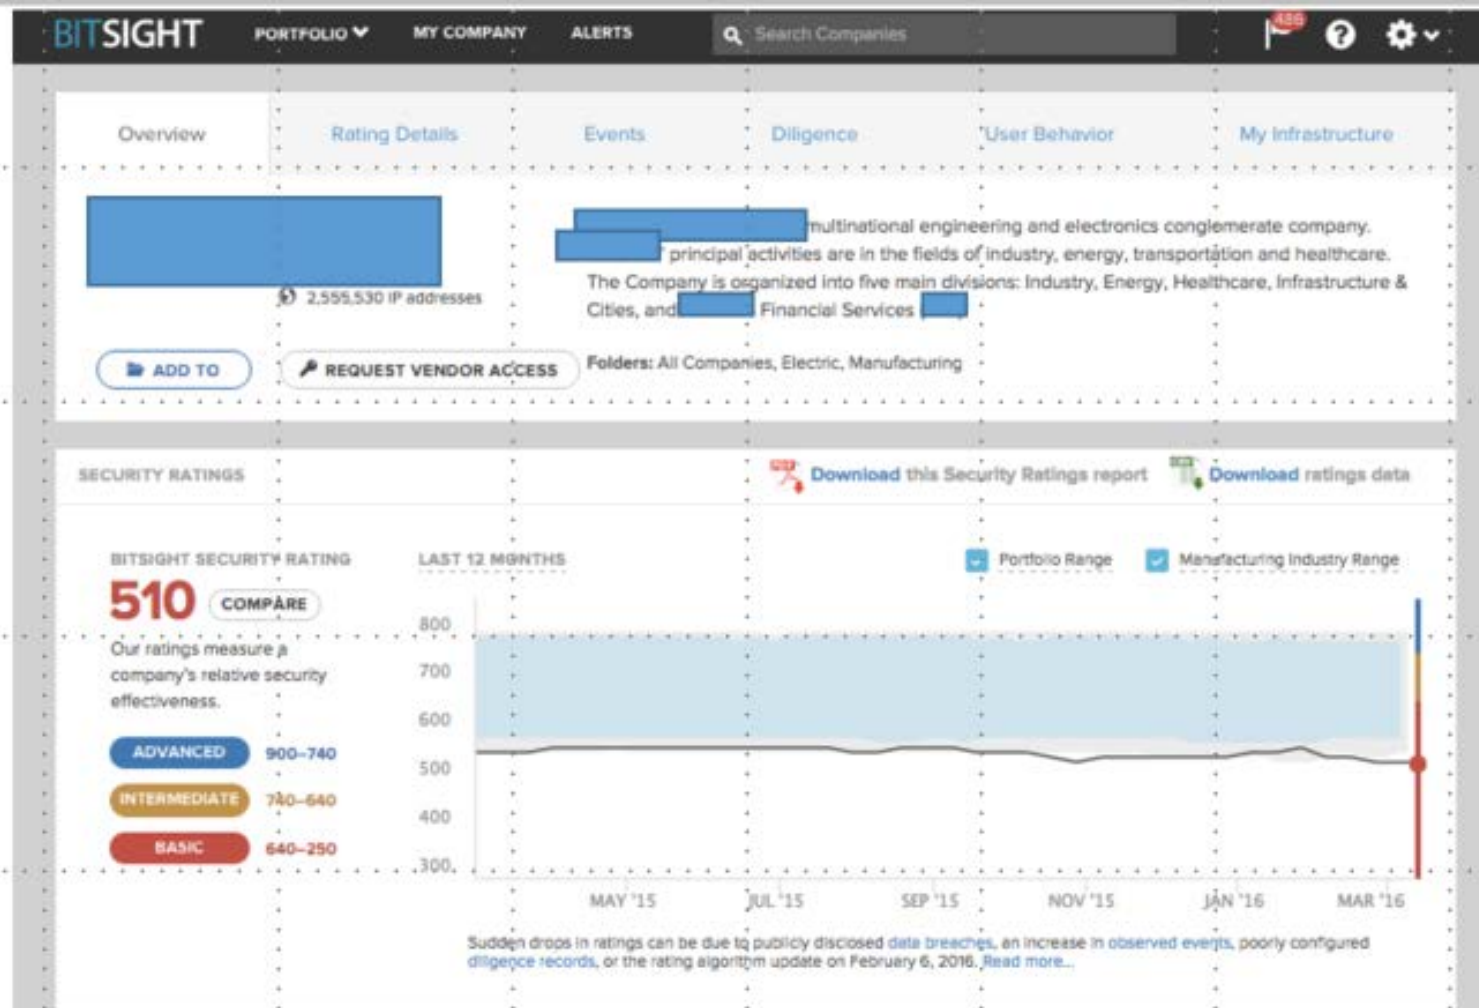 BITSIGHT PORTFOLIO MY COMPANY ALERTS Search Companies 486
Overview Rating Details Events Diligence User Behavior My Infrastructure
multinational engineering and electronics conglomerate company.
principal activities are in the fields of industry, energy, transportation and healthcare.
The Company is organized into five main divisions: Industry, Energy, Healthcare, Infrastructure &
Cities, and Financial Services
2,555,530 IP addresses
ADD TO REQUEST VENDOR ACCESS
Folders: All Companies, Electric, Manufacturing
SECURITY RATINGS
Download this Security Ratings report Download ratings data
BITSIGHT SECURITY RATING
510 COMPARE
Our ratings measure a
company's relative security
effectiveness.
ADVANCED 900–740
INTERMEDIATE 740–640
BASIC 640–250
LAST 12 MONTHS
Portfolio Range Manufacturing Industry Range
800
700
600
500
400
300
MAY '15 JUL '15 SEP '15 NOV '15 JAN '16 MAR '16
Sudden drops in ratings can be due to publicly disclosed data breaches, an increase in observed events, poorly configured
diligence records, or the rating algorithm update on February 6, 2016. Read more...